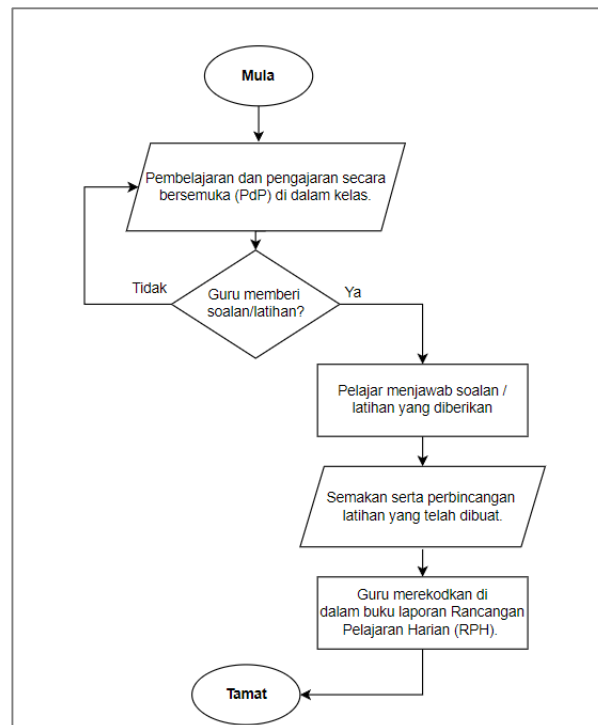 Mula
Pembelajaran dan pengajaran secara
bersemuka (PdP) di dalam kelas.
Tidak
Guru memberi
soalan/latihan?
Ya
Pelajar menjawab soalan /
latihan yang diberikan
Semakan serta perbincangan
latihan yang telah dibuat.
Guru merekodkan di
dalam buku laporan Rancangan
Pelajaran Harian (RPH).
Tamat